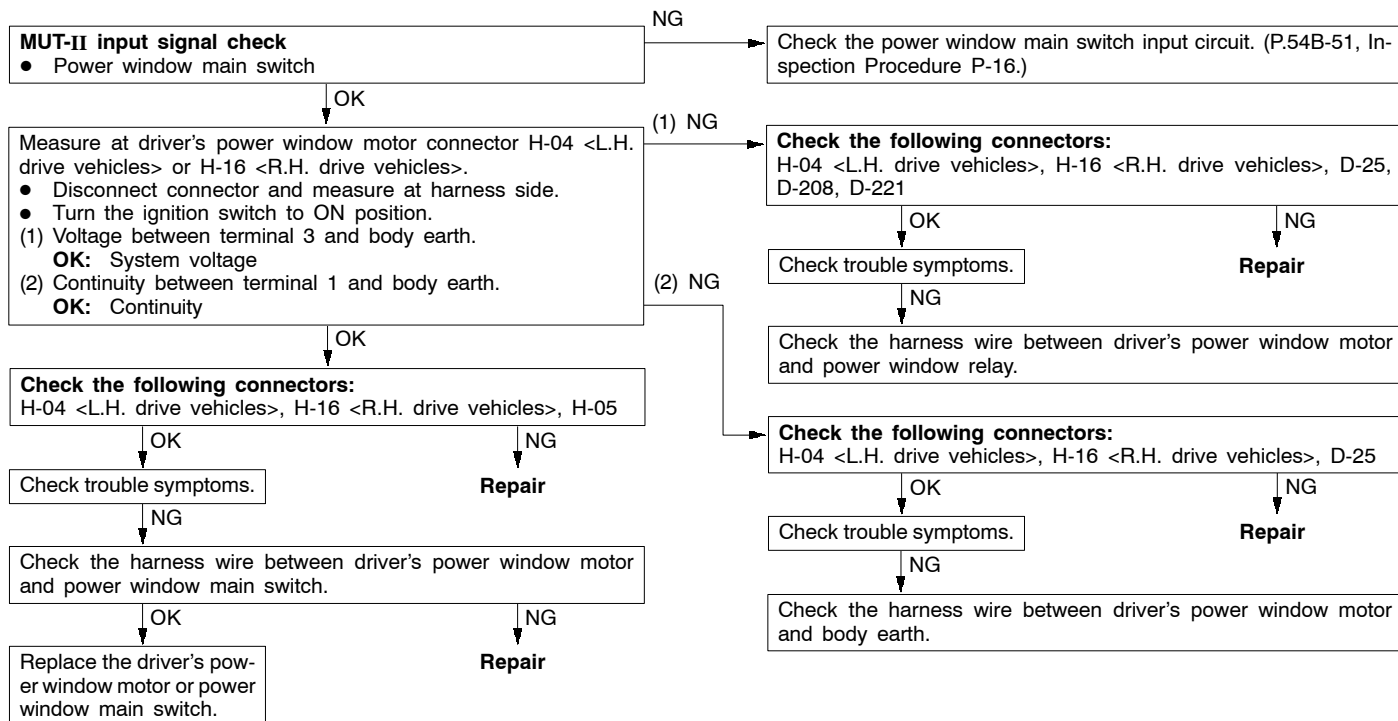 MUT-II input signal check
● Power window main switch
NG
Check the power window main switch input circuit. (P.54B-51, In-
spection Procedure P-16.)
OK
Measure at driver's power window motor connector H-04 <L.H.
drive vehicles> or H-16 <R.H. drive vehicles>.
● Disconnect connector and measure at harness side.
● Turn the ignition switch to ON position.
(1) Voltage between terminal 3 and body earth.
OK: System voltage
(2) Continuity between terminal 1 and body earth.
OK: Continuity
(1) NG
Check the following connectors:
H-04 <L.H. drive vehicles>, H-16 <R.H. drive vehicles>, D-25,
D-208, D-221
OK
NG
Check trouble symptoms.
Repair
NG
Check the harness wire between driver's power window motor
and power window relay.
(2) NG
Check the following connectors:
H-04 <L.H. drive vehicles>, H-16 <R.H. drive vehicles>, D-25
OK
NG
Check trouble symptoms.
Repair
NG
Check the harness wire between driver's power window motor
and body earth.
OK
Check the following connectors:
H-04 <L.H. drive vehicles>, H-16 <R.H. drive vehicles>, H-05
OK
NG
Check trouble symptoms.
Repair
NG
Check the harness wire between driver's power window motor
and power window main switch.
OK
NG
Replace the driver's pow-
er window motor or power
window main switch.
Repair